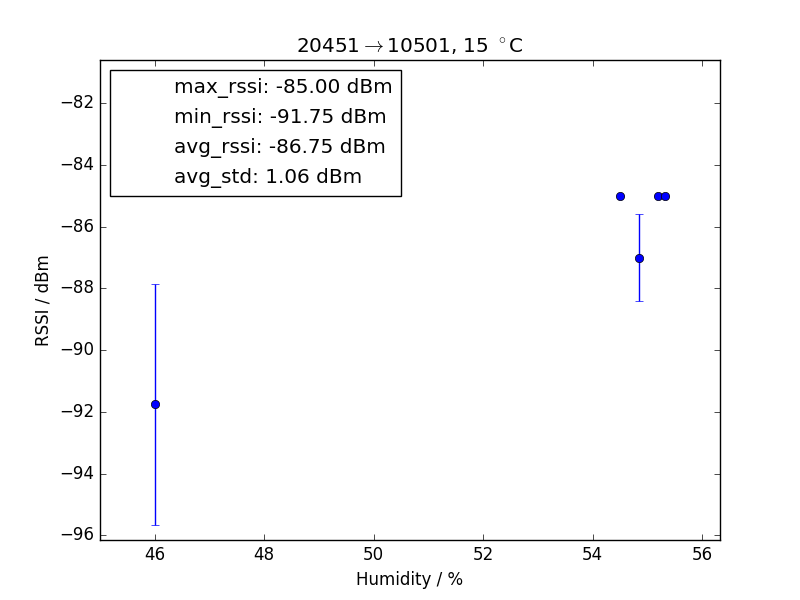 20451→10501, 15 °C
max_rssi: -85.00 dBm
min_rssi: -91.75 dBm
avg_rssi: -86.75 dBm
avg_std: 1.06 dBm
−82
−84
−86
−88
−90
−92
−94
−96
RSSI / dBm
46 48 50 52 54 56
Humidity / %